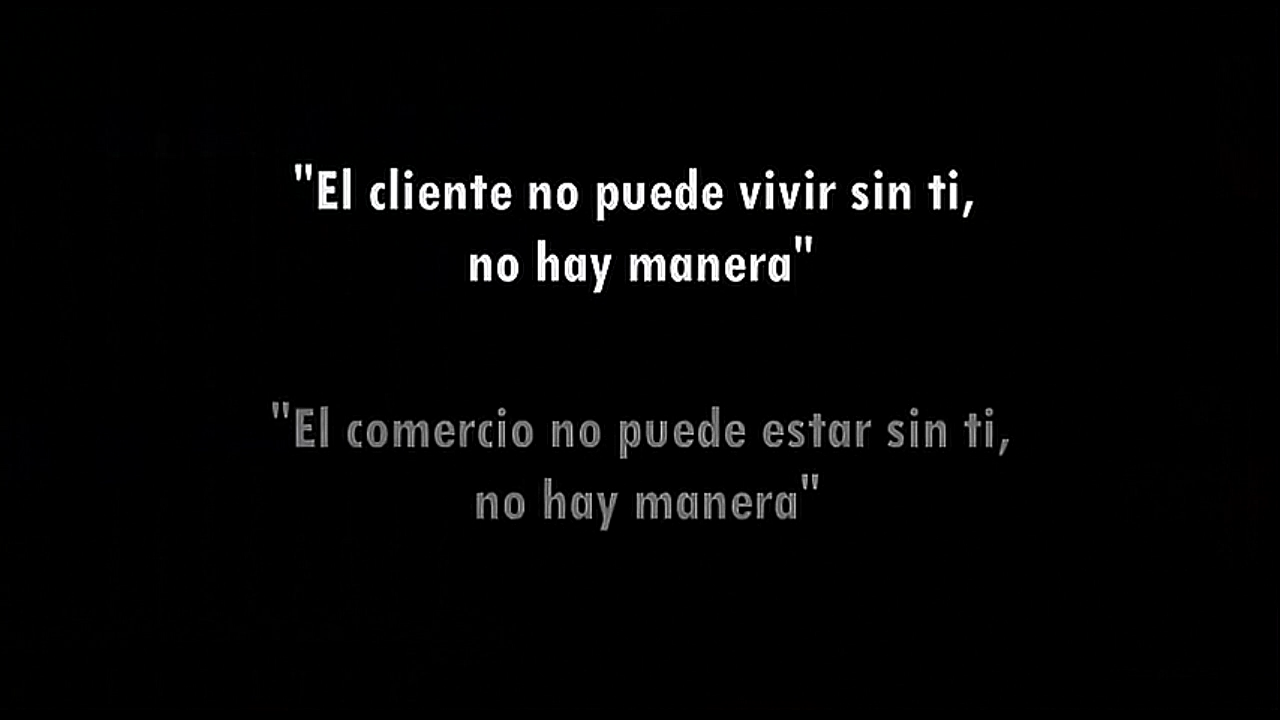 "El cliente no puede vivir sin ti,
no hay manera"
"El comercio no puede estar sin ti,
no hay manera"